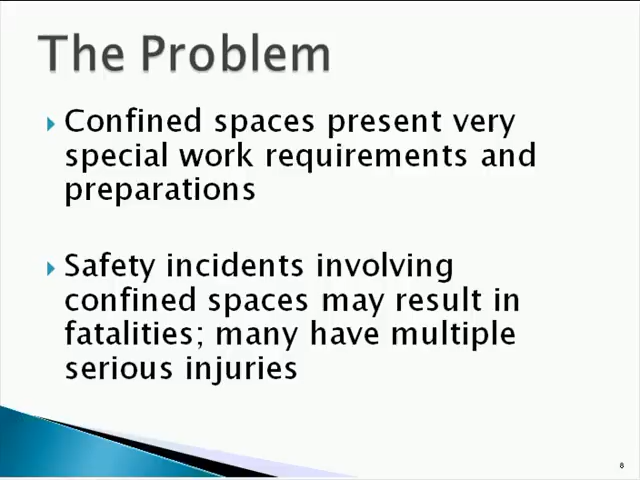 The Problem
Confined spaces present very
special work requirements and
preparations
Safety incidents involving
confined spaces may result in
fatalities; many have multiple
serious injuries
8